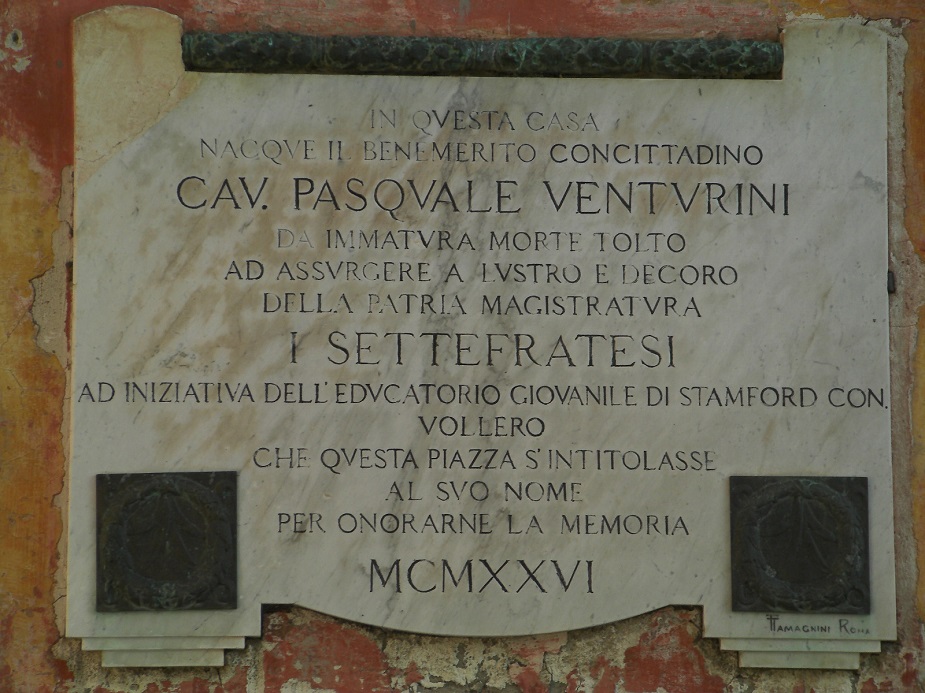 IN QVESTA CASA
NACQVE IL BENEMERITO CONCITTADINO
CAV. PASQVALE VENTVRINI
DA IMMATVRA MORTE TOLTO
AD ASSVRGERE A LVSTRO E DECORO
DELLA PATRIA MAGISTRATVRA
I SETTEFRATESI
AD INIZIATIVA DELL'EDVCATORIO GIOVANILE DI STAMFORD CON.
VOLLERO
CHE QVESTA PIAZZA S'INTITOLASSE
AL SVO NOME
PER ONORARNE LA MEMORIA
MCMXXVI
TAMAGNINI ROMA